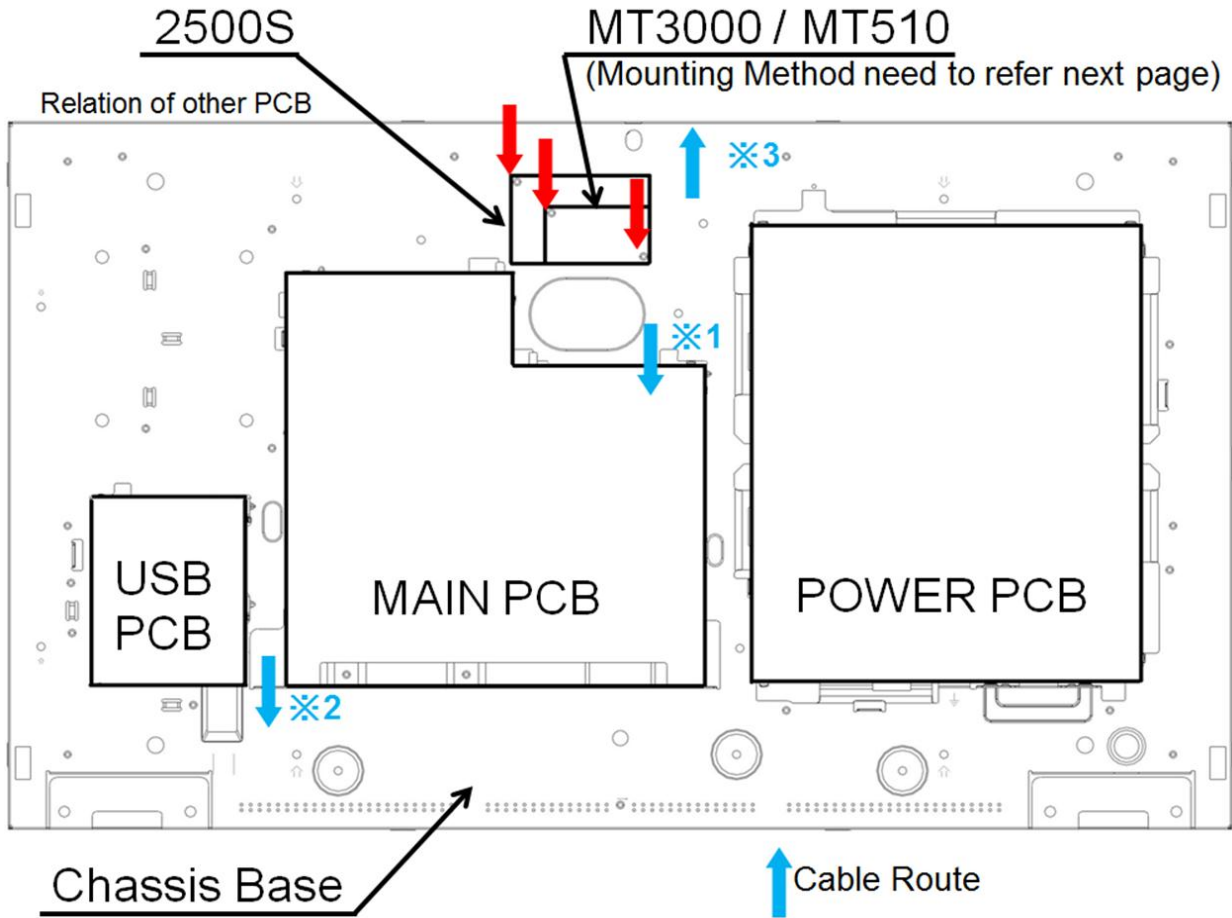 2500S
MT3000 / MT510
(Mounting Method need to refer next page)
Relation of other PCB
※3
※1
USB
PCB
MAIN PCB
POWER PCB
※2
Chassis Base
Cable Route